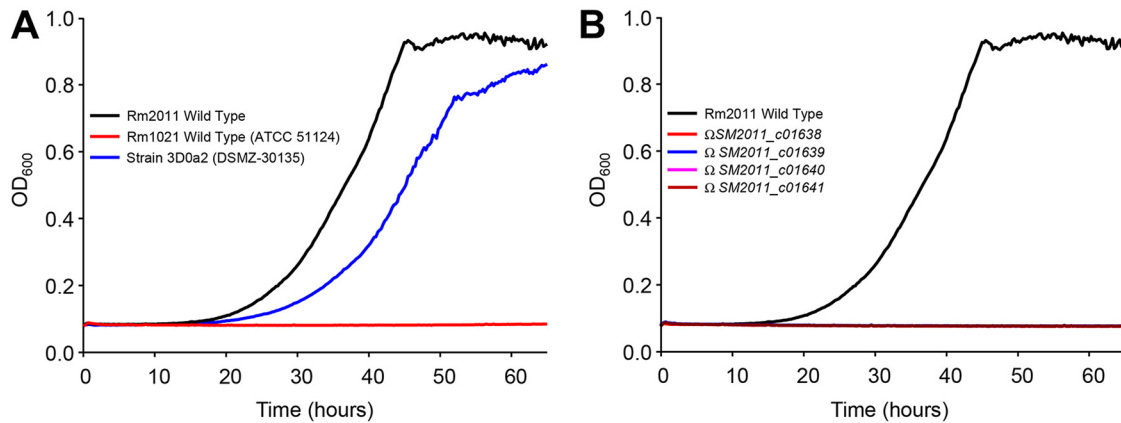 A
B
1.0
0.8
0.6
0.4
0.2
0.0
OD600
0 10 20 30 40 50 60
Time (hours)
Rm2011 Wild Type
Rm1021 Wild Type (ATCC 51124)
Strain 3D0a2 (DSMZ-30135)
1.0
0.8
0.6
0.4
0.2
0.0
OD600
0 10 20 30 40 50 60
Time (hours)
Rm2011 Wild Type
ΩSM2011_c01638
Ω SM2011_c01639
Ω SM2011_c01640
Ω SM2011_c01641